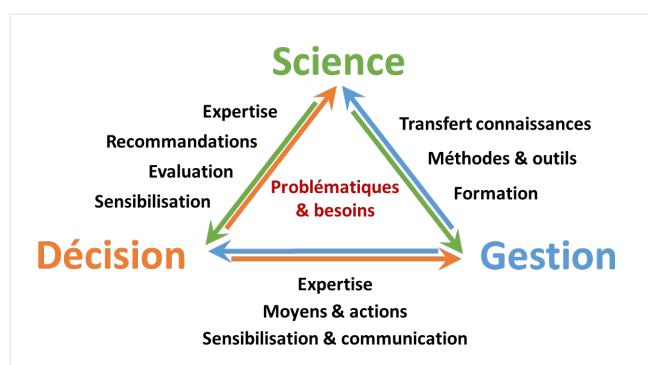 Science
Expertise
Recommandations
Evaluation
Sensibilisation
Transfert connaissances
Méthodes & outils
Formation
Problématiques
& besoins
Décision
Gestion
Expertise
Moyens & actions
Sensibilisation & communication